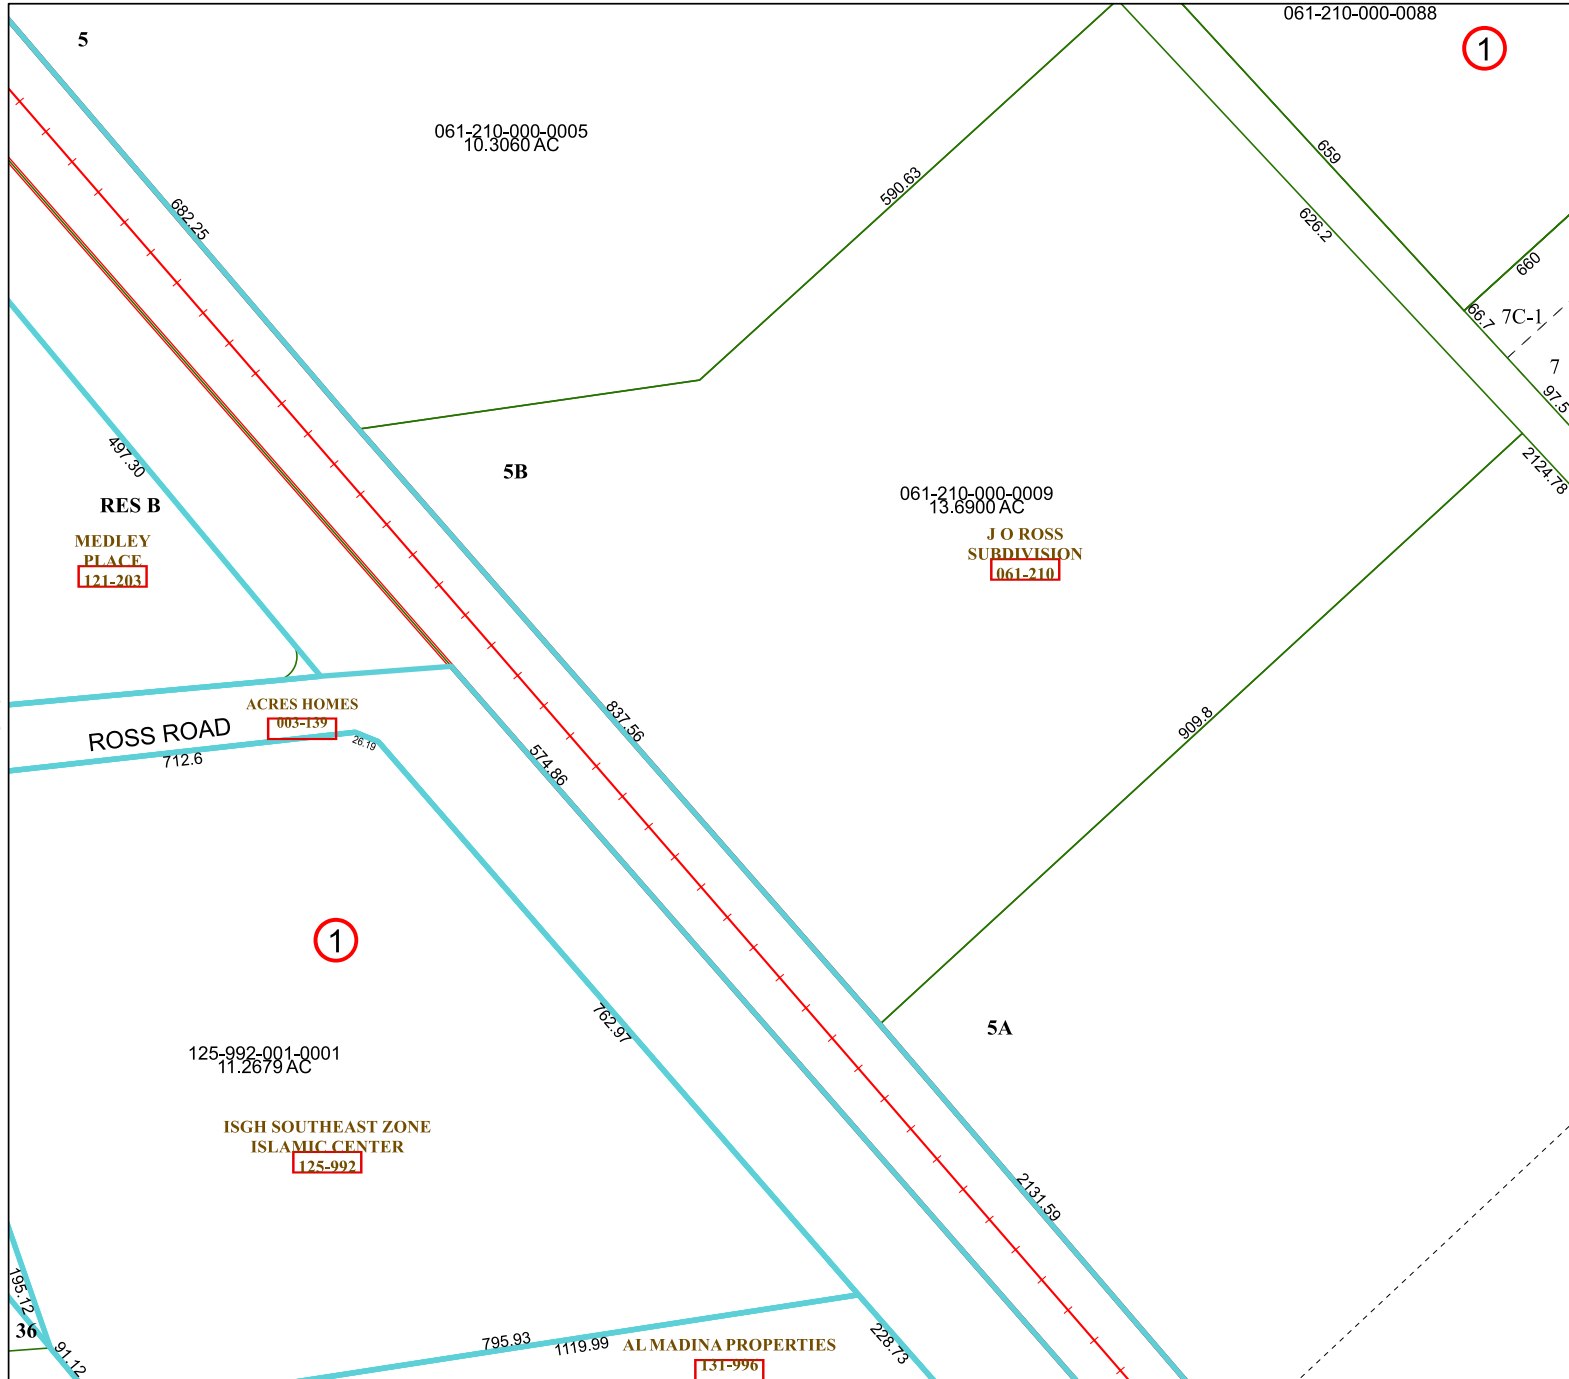 061-210-000-0088
5
1
061-210-000-0005
10.3060 AC
659
590.63
682.25
626.2
660
66.7
7C-1
7
97.5
497.30
5B
2124.78
061-210-000-0009
13.6900 AC
RES B
J O ROSS
SUBDIVISION
061-210
MEDLEY
PLACE
121-203
ACRES HOMES
003-139
837.56
909.8
ROSS ROAD
26.19
712.6
574.86
1
762.97
5A
125-992-001-0001
11.2679 AC
ISGH SOUTHEAST ZONE
ISLAMIC CENTER
125-992
2131.59
195.12
36
91.12
795.93
1119.99
AL MADINA PROPERTIES
131-996
228.73